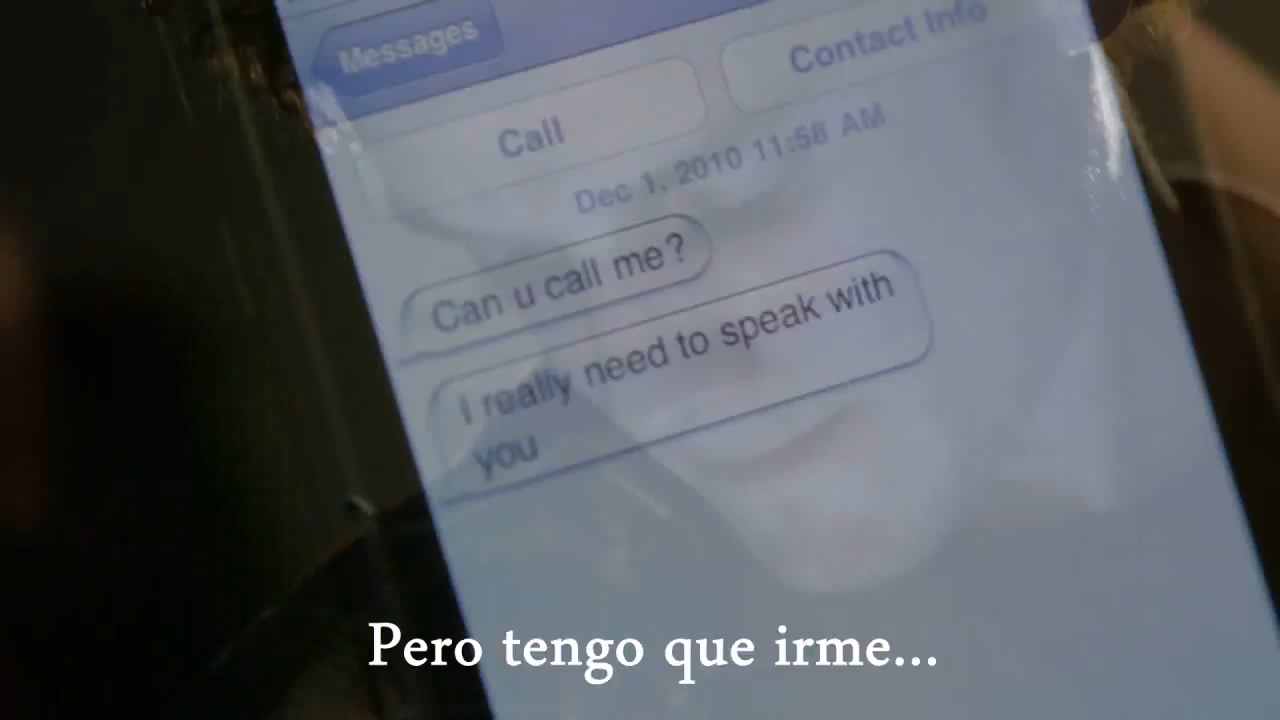 Messages
Call
Contact Info
Dec 1, 2010 11:58 AM
Can u call me?
I really need to speak with
you
Pero tengo que irme...